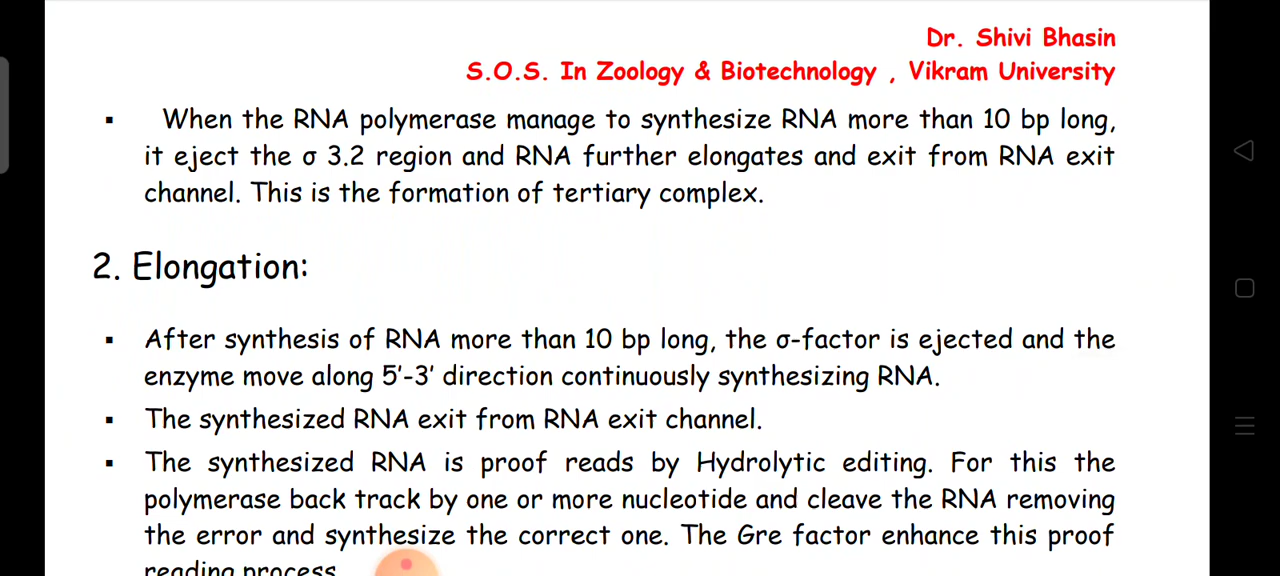 Dr. Shivi Bhasin
S.O.S. In Zoology & Biotechnology , Vikram University
▪ When the RNA polymerase manage to synthesize RNA more than 10 bp long,
it eject the σ 3.2 region and RNA further elongates and exit from RNA exit
channel. This is the formation of tertiary complex.
2. Elongation:
▪ After synthesis of RNA more than 10 bp long, the σ-factor is ejected and the
enzyme move along 5'-3' direction continuously synthesizing RNA.
▪ The synthesized RNA exit from RNA exit channel.
▪ The synthesized RNA is proof reads by Hydrolytic editing. For this the
polymerase back track by one or more nucleotide and cleave the RNA removing
the error and synthesize the correct one. The Gre factor enhance this proof
reading process.